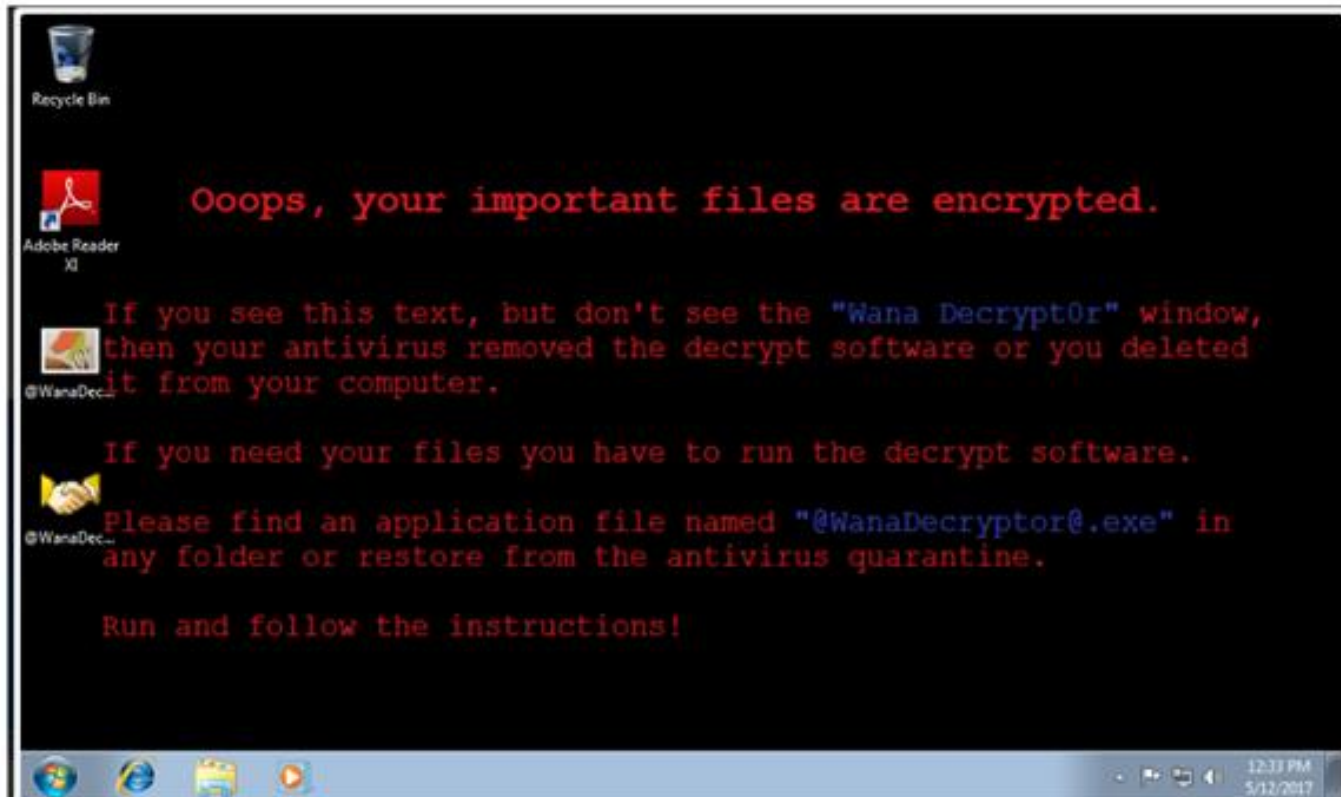 Recycle Bin
Ooops, your important files are encrypted.
Adobe Reader
XI
If you see this text, but don't see the "Wana Decrypt0r" window,
then your antivirus removed the decrypt software or you deleted
it from your computer.
@WanaDec...
If you need your files you have to run the decrypt software.
Please find an application file named "@WanaDecryptor@.exe" in
any folder or restore from the antivirus quarantine.
@WanaDec...
Run and follow the instructions!
12:33 PM
5/12/2017